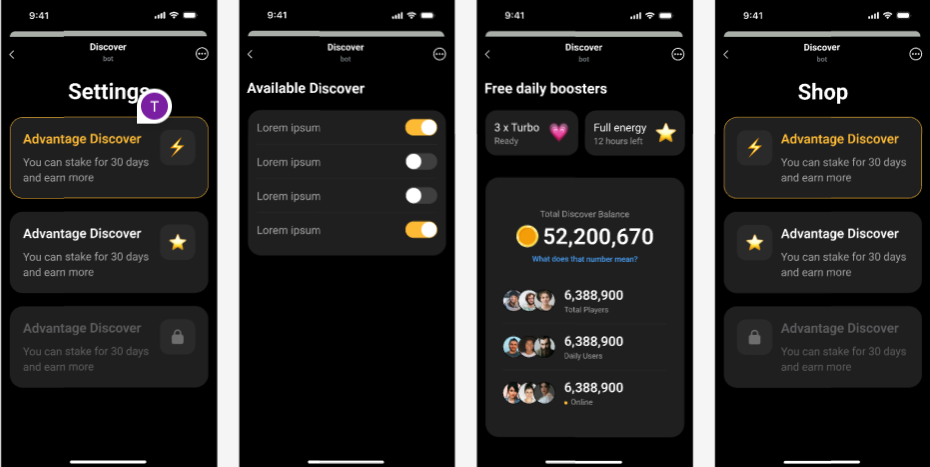 9:41
Discover
bot
Settings
T
Advantage Discover
You can stake for 30 days
and earn more
Advantage Discover
You can stake for 30 days
and earn more
Advantage Discover
You can stake for 30 days
and earn more
9:41
Discover
bot
Available Discover
Lorem ipsum
Lorem ipsum
Lorem ipsum
Lorem ipsum
9:41
Discover
bot
Free daily boosters
3 x Turbo
Ready
Full energy
12 hours left
Total Discover Balance
52,200,670
What does that number mean?
6,388,900
Total Players
6,388,900
Daily Users
6,388,900
Online
9:41
Discover
bot
Shop
Advantage Discover
You can stake for 30 days
and earn more
Advantage Discover
You can stake for 30 days
and earn more
Advantage Discover
You can stake for 30 days
and earn more